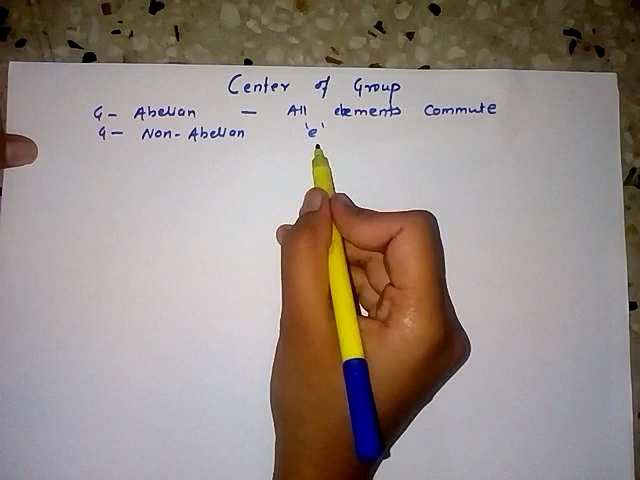 Center of Group
G- Abelian - All elements Commute
G- Non-Abelian 'e'